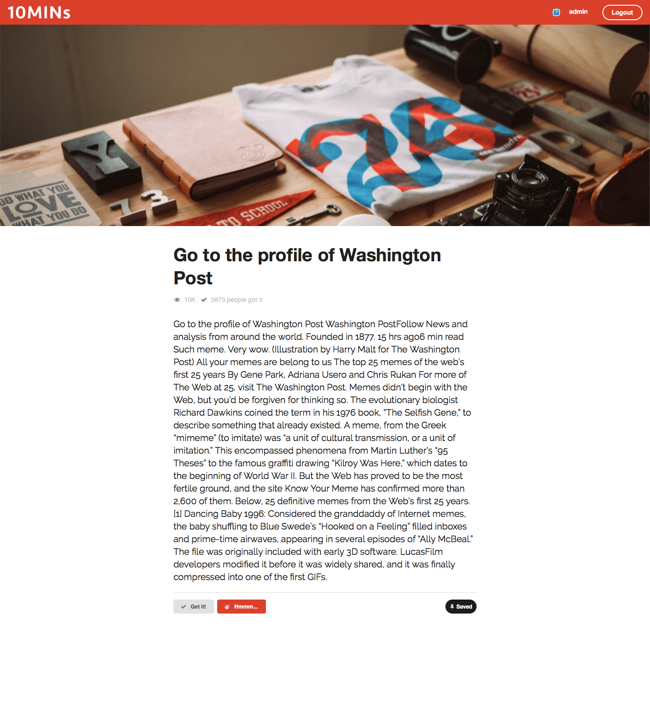 10MINs
admin
Logout
DO WHAT YOU
LOVE
WHAT YOU DO
Y
73
TO SCHOOL
26
Go to the profile of Washington
Post
10K | 5673 people got it
Go to the profile of Washington Post Washington PostFollow News and
analysis from around the world. Founded in 1877. 15 hrs ago6 min read
Such meme. Very wow. (Illustration by Harry Malt for The Washington
Post) All your memes are belong to us The top 25 memes of the web's
first 25 years By Gene Park, Adriana Usero and Chris Rukan For more of
The Web at 25, visit The Washington Post. Memes didn't begin with the
Web, but you'd be forgiven for thinking so. The evolutionary biologist
Richard Dawkins coined the term in his 1976 book, "The Selfish Gene," to
describe something that already existed. A meme, from the Greek
"mimeme" (to imitate) was "a unit of cultural transmission, or a unit of
imitation." This encompassed phenomena from Martin Luther's "95
Theses" to the famous graffiti drawing "Kilroy Was Here," which dates to
the beginning of World War II. But the Web has proved to be the most
fertile ground, and the site Know Your Meme has confirmed more than
2,600 of them. Below, 25 definitive memes from the Web's first 25 years.
[1] Dancing Baby 1996: Considered the granddaddy of Internet memes,
the baby shuffling to Blue Swede's "Hooked on a Feeling" filled inboxes
and prime-time airwaves, appearing in several episodes of "Ally McBeal."
The file was originally included with early 3D software. LucasFilm
developers modified it before it was widely shared, and it was finally
compressed into one of the first GIFs.
Get it!
Hmmm...
Saved